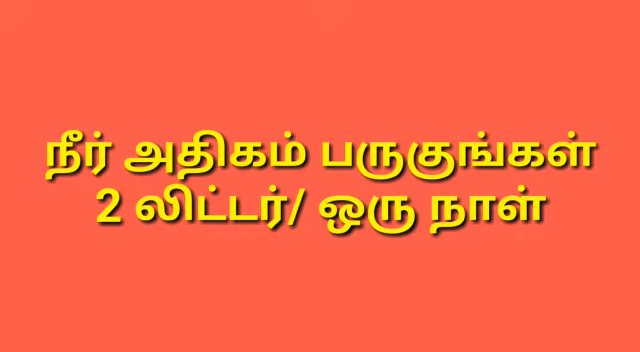 நீர் அதிகம் பருகுங்கள்
2 லிட்டர்/ ஒரு நாள்